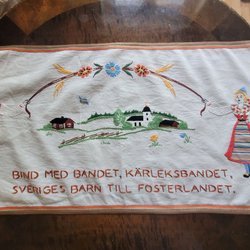 BIND MED BANDET, KÄRLEKSBANDET,
SVERIGES BARN TILL FOSTERLANDET.